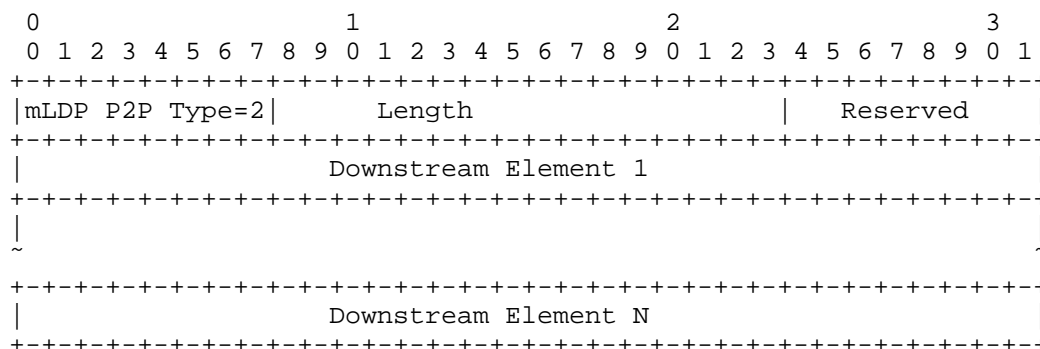 0                   1                   2                   3
 0 1 2 3 4 5 6 7 8 9 0 1 2 3 4 5 6 7 8 9 0 1 2 3 4 5 6 7 8 9 0 1
+-+-+-+-+-+-+-+-+-+-+-+-+-+-+-+-+-+-+-+-+-+-+-+-+-+-+-+-+-+-+-+--
|mLDP P2P Type=2|      Length                   |   Reserved    |
+-+-+-+-+-+-+-+-+-+-+-+-+-+-+-+-+-+-+-+-+-+-+-+-+-+-+-+-+-+-+-+--
|                   Downstream Element 1                        |
+-+-+-+-+-+-+-+-+-+-+-+-+-+-+-+-+-+-+-+-+-+-+-+-+-+-+-+-+-+-+-+--
|                                                               |
~                                                               ~
+-+-+-+-+-+-+-+-+-+-+-+-+-+-+-+-+-+-+-+-+-+-+-+-+-+-+-+-+-+-+-+--
|                   Downstream Element N                        |
+-+-+-+-+-+-+-+-+-+-+-+-+-+-+-+-+-+-+-+-+-+-+-+-+-+-+-+-+-+-+-+--